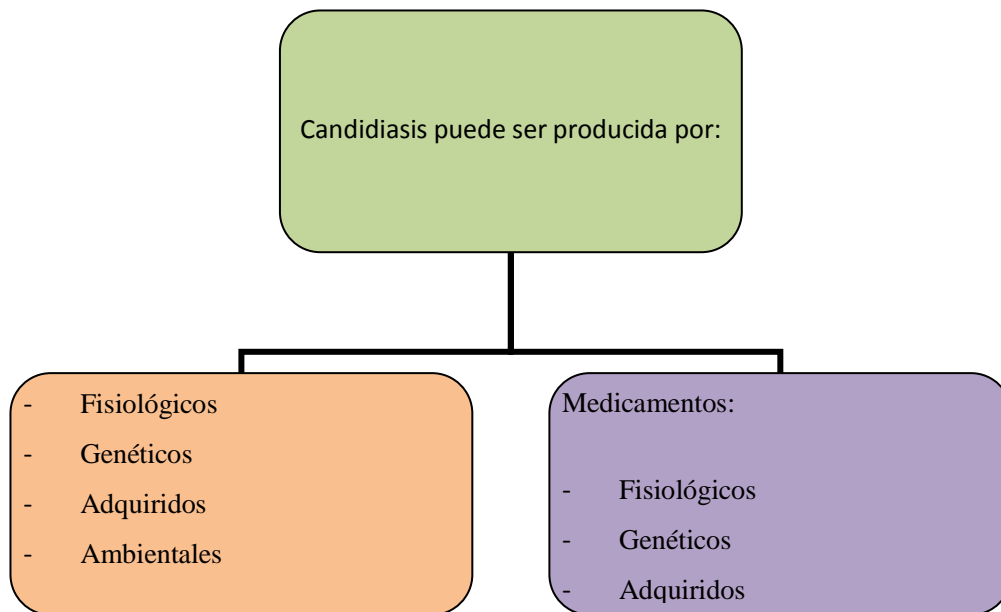 Candidiasis puede ser producida por:
- Fisiológicos
- Genéticos
- Adquiridos
- Ambientales
Medicamentos:
- Fisiológicos
- Genéticos
- Adquiridos